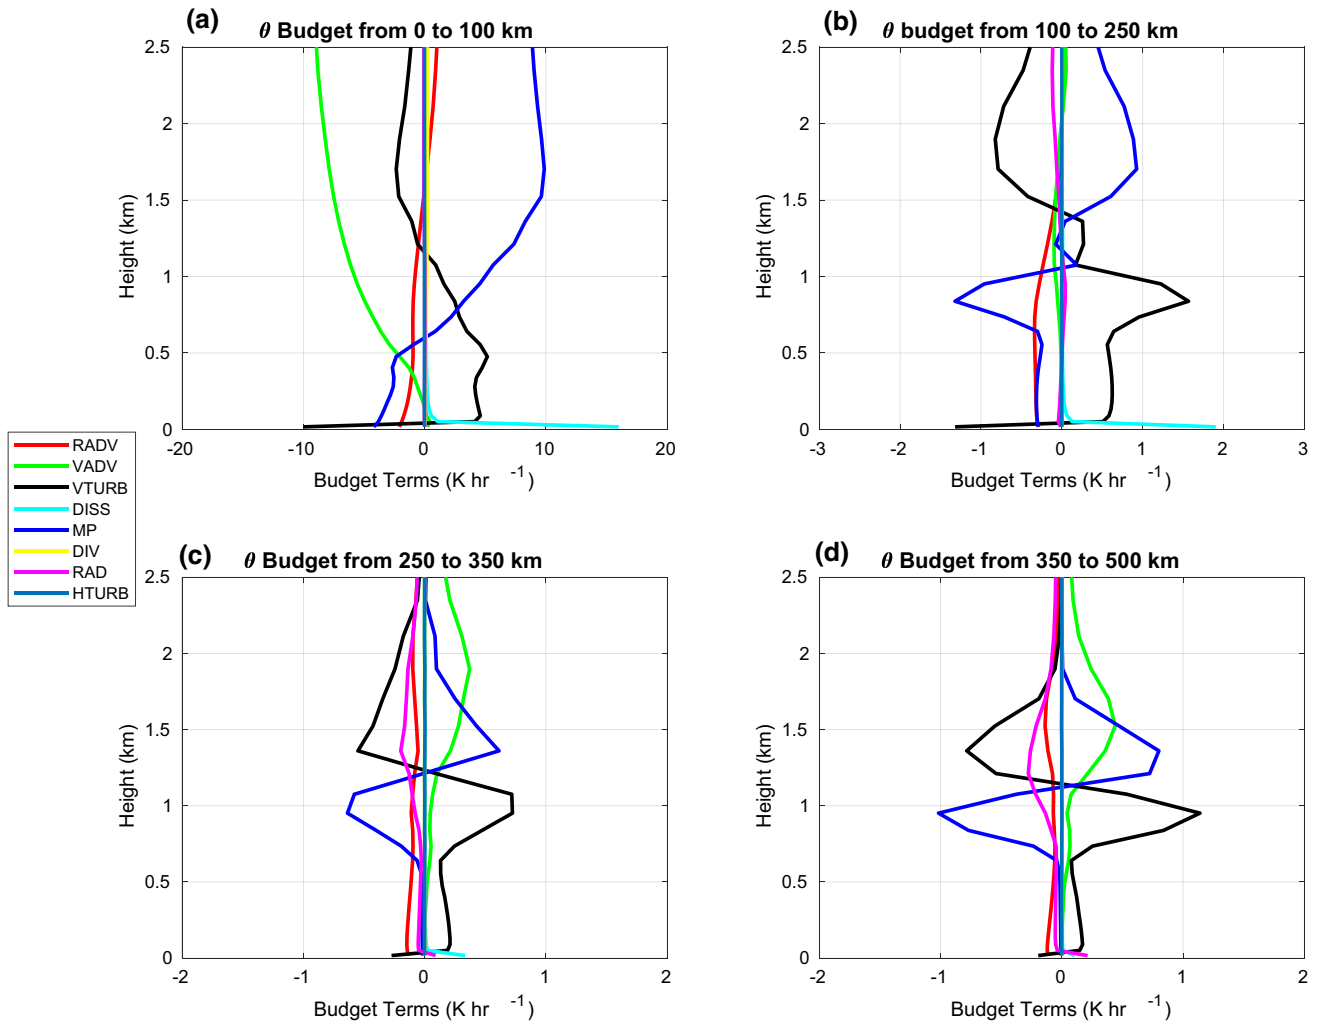 (a)
θ Budget from 0 to 100 km
2.5
2
1.5
1
0.5
0
Height (km)
-20
-10
0
10
20
Budget Terms (K hr -1)
(b)
θ budget from 100 to 250 km
2.5
2
1.5
1
0.5
0
Height (km)
-3
-2
-1
0
1
2
3
Budget Terms (K hr -1)
RADV
VADV
VTURB
DISS
MP
DIV
RAD
HTURB
(c)
θ Budget from 250 to 350 km
2.5
2
1.5
1
0.5
0
Height (km)
-2
-1
0
1
2
Budget Terms (K hr -1)
(d)
θ Budget from 350 to 500 km
2.5
2
1.5
1
0.5
0
Height (km)
-2
-1
0
1
2
Budget Terms (K hr -1)